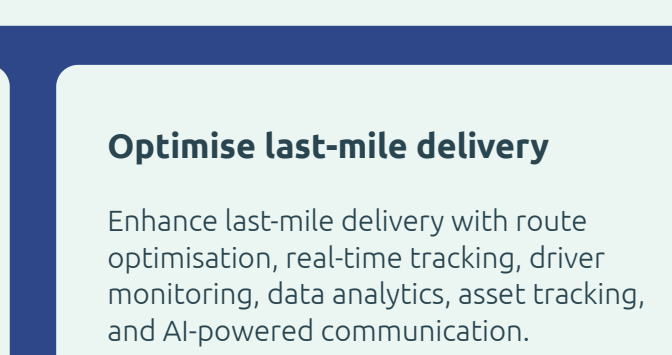 Optimise last-mile delivery
Enhance last-mile delivery with route
optimisation, real-time tracking, driver
monitoring, data analytics, asset tracking,
and AI-powered communication.